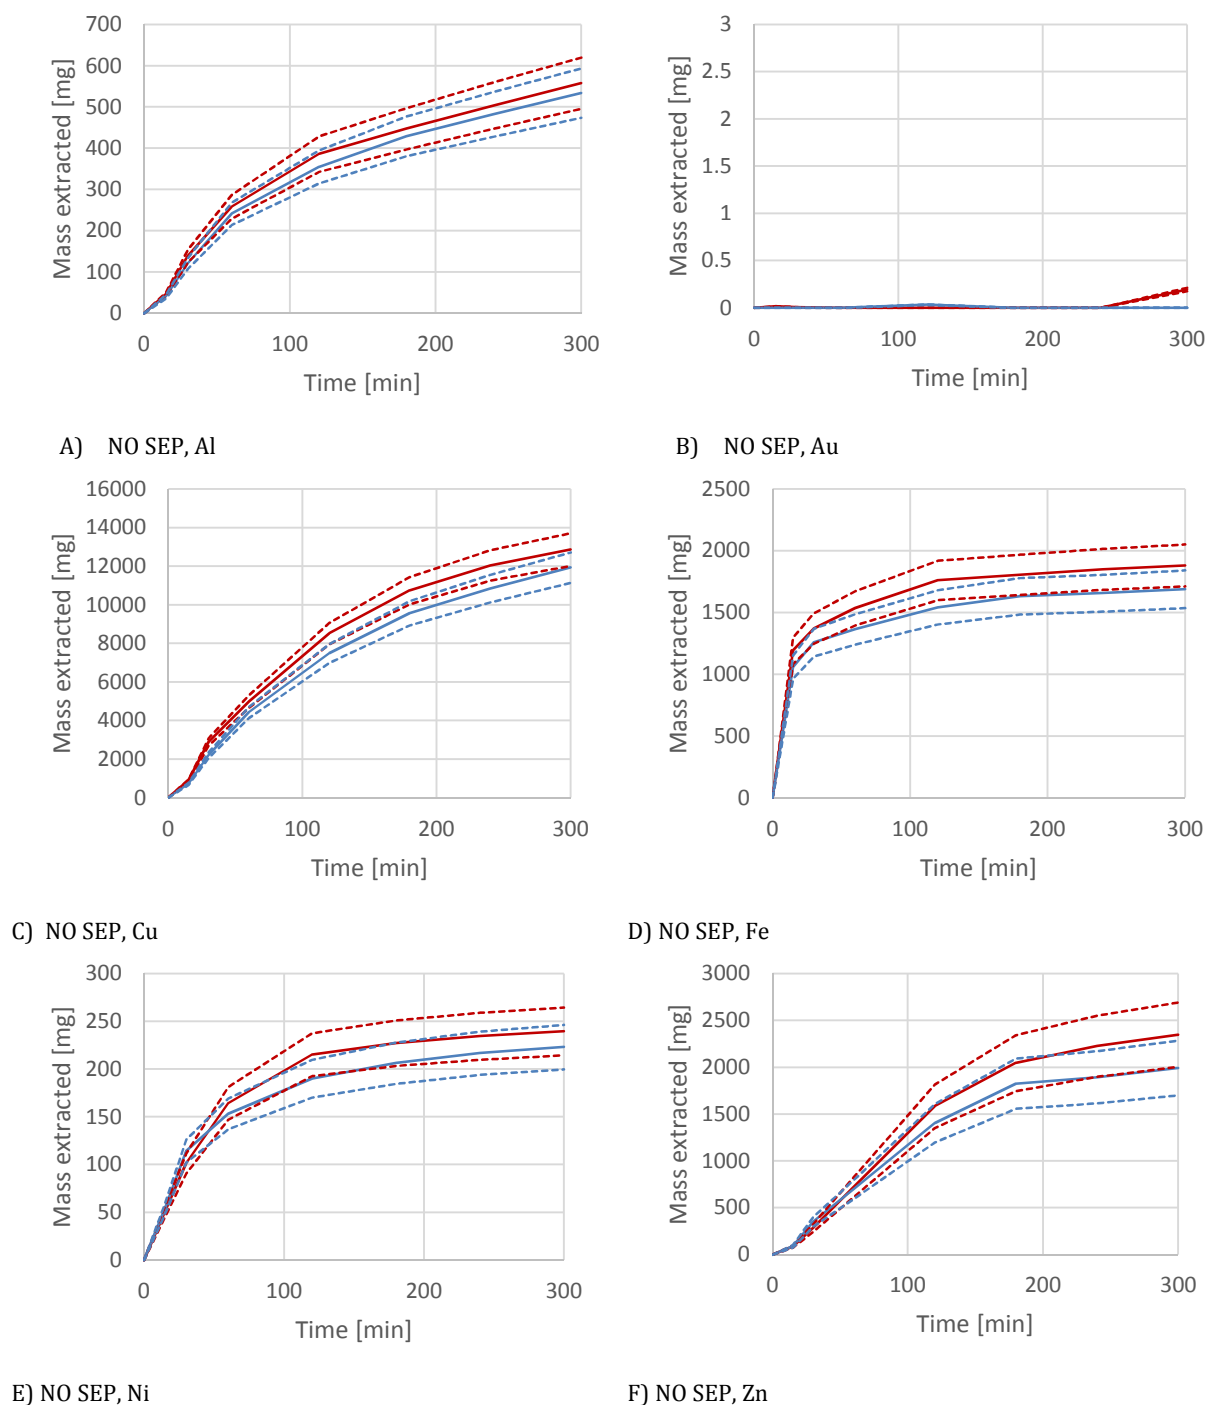 700
600
500
400
300
200
100
0
Mass extracted [mg]
0 100 200 300
Time [min]
3
2.5
2
1.5
1
0.5
0
Mass extracted [mg]
0 100 200 300
Time [min]
A) NO SEP, Al
B) NO SEP, Au
16000
14000
12000
10000
8000
6000
4000
2000
0
Mass extracted [mg]
0 100 200 300
Time [min]
2500
2000
1500
1000
500
0
Mass extracted [mg]
0 100 200 300
Time [min]
C) NO SEP, Cu
D) NO SEP, Fe
300
250
200
150
100
50
0
Mass extracted [mg]
0 100 200 300
Time [min]
3000
2500
2000
1500
1000
500
0
Mass extracted [mg]
0 100 200 300
Time [min]
E) NO SEP, Ni
F) NO SEP, Zn